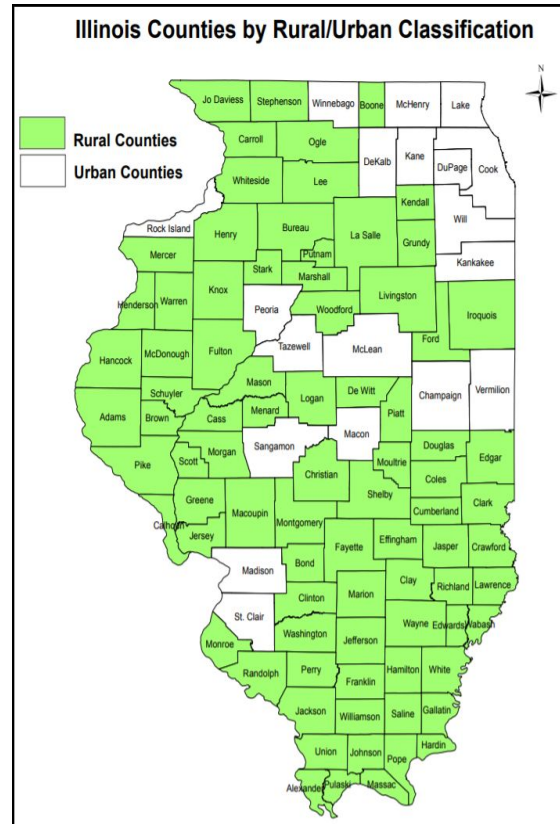 Illinois Counties by Rural/Urban Classification
N
Jo Daviess Stephenson Winnebago Boone McHenry Lake
Rural Counties
Urban Counties
Carroll Ogle
DeKalb Kane DuPage Cook
Whiteside Lee
Kendall Will
Rock Island
Henry Bureau La Salle Grundy
Mercer Putnam Kankakee
Stark Marshall
Henderson Warren Knox Livingston
Peoria Woodford Iroquois
Tazewell McLean Ford
Hancock McDonough Fulton
Mason
Schuyler Logan De Witt Champaign Vermilion
Adams Brown Menard Piatt
Cass Macon
Sangamon Douglas
Pike Scott Morgan Moultrie Edgar
Christian Coles
Shelby
Greene Macoupin Montgomery Cumberland Clark
Calhoun Jersey
Fayette Effingham Jasper Crawford
Madison Bond
Clay Richland Lawrence
Clinton Marion
St. Clair
Washington Wayne Edwards Wabash
Monroe Jefferson
Randolph Perry Hamilton White
Franklin
Jackson Williamson Saline Gallatin
Union Johnson Pope Hardin
Alexander Pulaski Massac